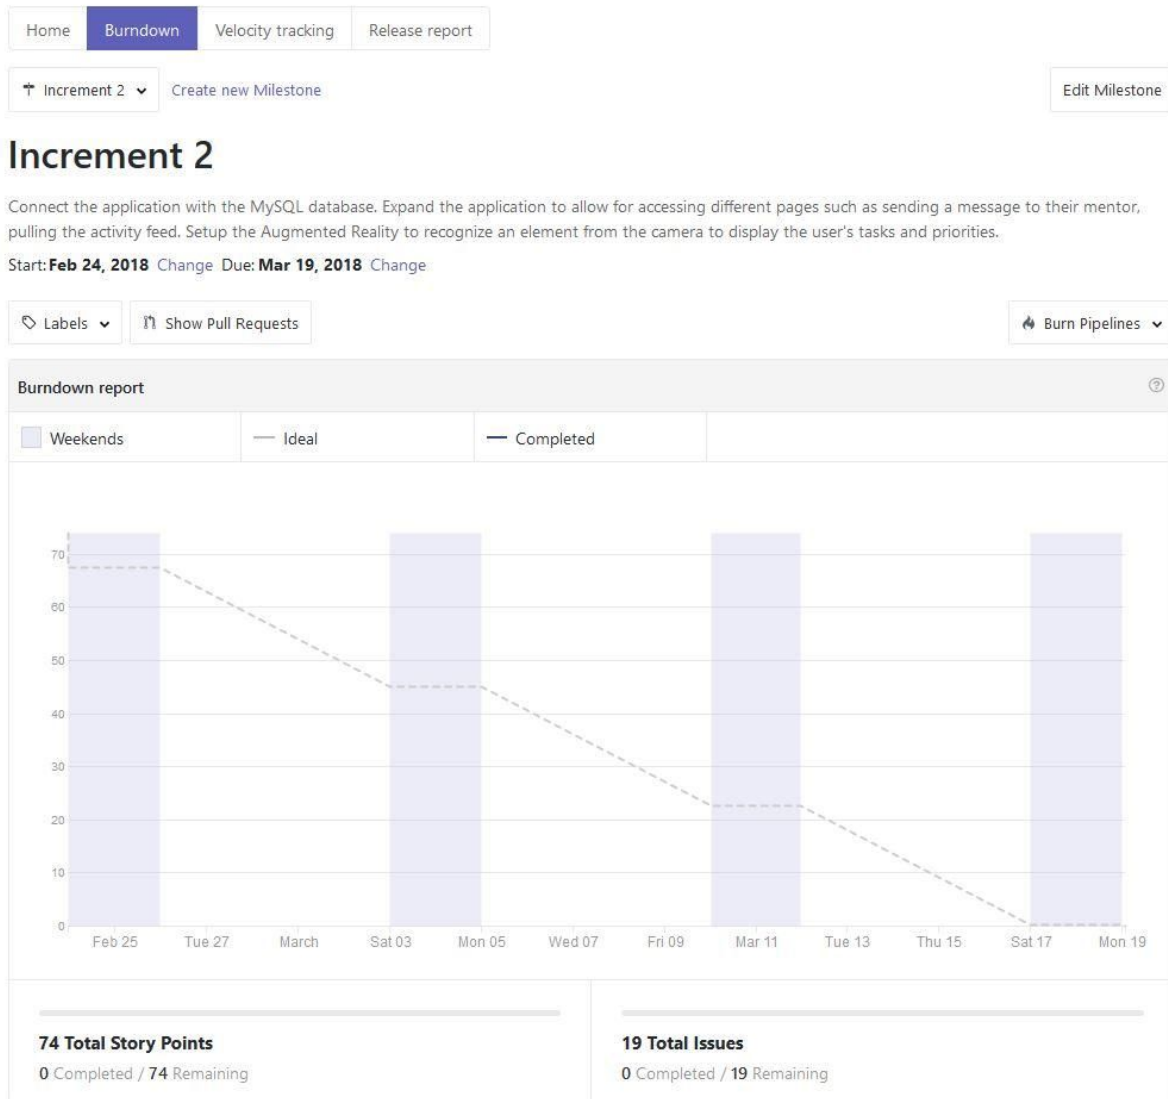 Home Burndown Velocity tracking Release report
Increment 2 Create new Milestone Edit Milestone
Increment 2
Connect the application with the MySQL database. Expand the application to allow for accessing different pages such as sending a message to their mentor,
pulling the activity feed. Setup the Augmented Reality to recognize an element from the camera to display the user's tasks and priorities.
Start: Feb 24, 2018 Change Due: Mar 19, 2018 Change
Labels Show Pull Requests Burn Pipelines
Burndown report ?
Weekends Ideal Completed
70
60
50
40
30
20
10
0
Feb 25 Tue 27 March Sat 03 Mon 05 Wed 07 Fri 09 Mar 11 Tue 13 Thu 15 Sat 17 Mon 19
74 Total Story Points 19 Total Issues
0 Completed / 74 Remaining 0 Completed / 19 Remaining